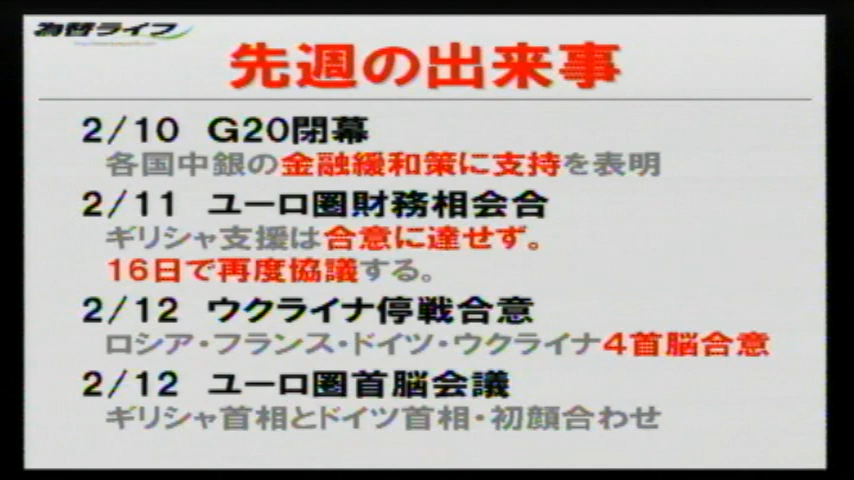 為替ライフ
先週の出来事
2/10 G20閉幕
各国中銀の金融緩和策に支持を表明
2/11 ユーロ圏財務相会合
ギリシャ支援は合意に達せず。
16日で再度協議する。
2/12 ウクライナ停戦合意
ロシア・フランス・ドイツ・ウクライナ4首脳合意
2/12 ユーロ圏首脳会議
ギリシャ首相とドイツ首相・初顔合わせ